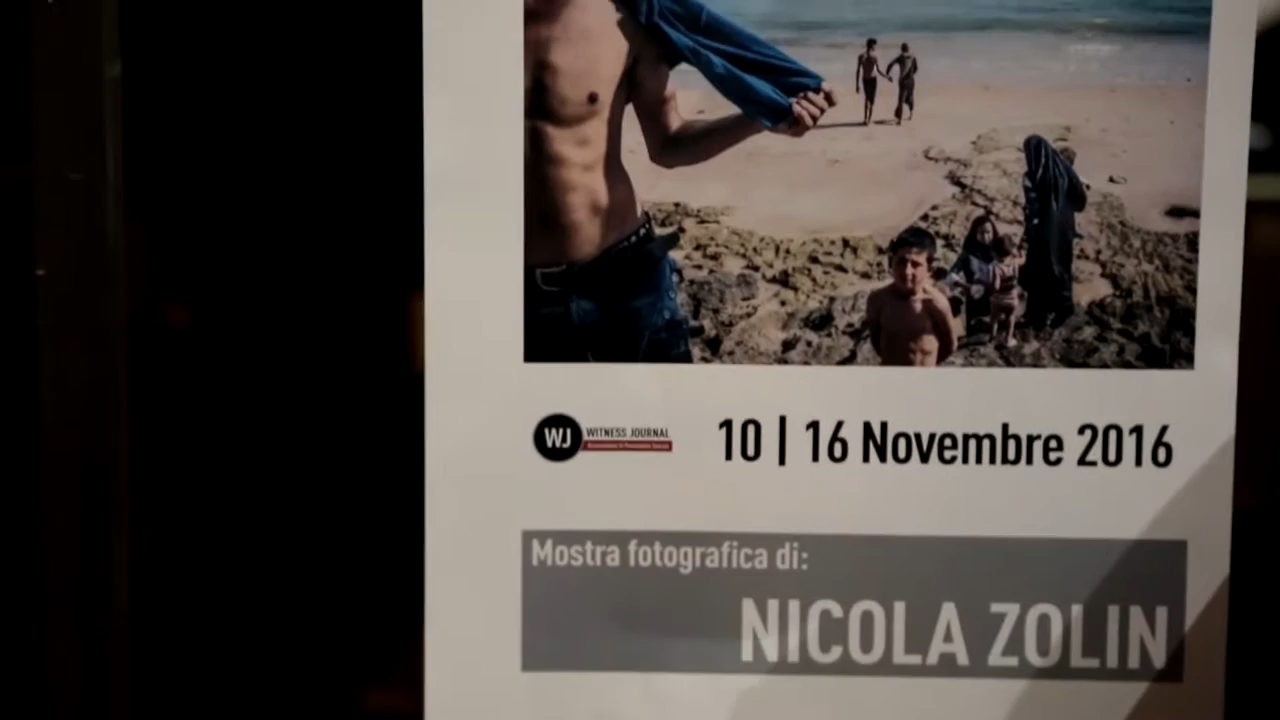 WJ WITNESS JOURNAL
10 | 16 Novembre 2016
Mostra fotografica di:
NICOLA ZOLIN